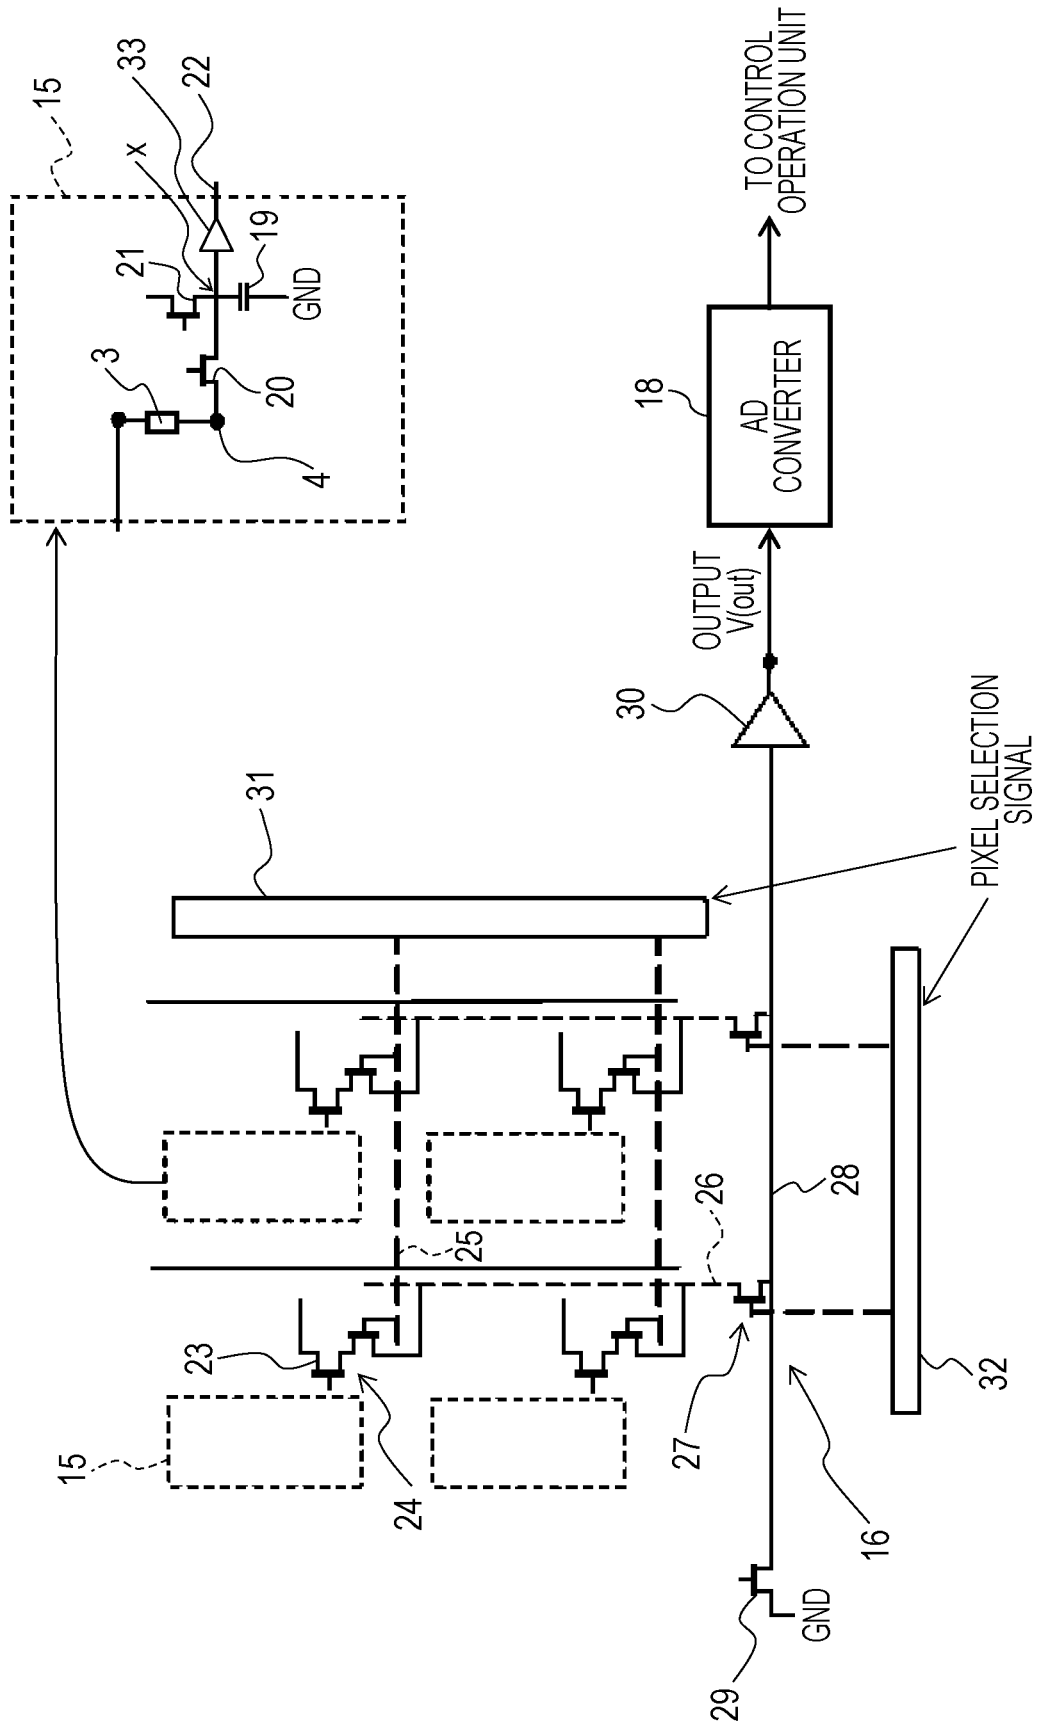 15
X
33
22
21
19
GND
3
20
4
TO CONTROL
OPERATION UNIT
18
AD
CONVERTER
OUTPUT
V(out)
30
31
PIXEL SELECTION
SIGNAL
25
26
28
23
15
24
27
32
16
29
GND